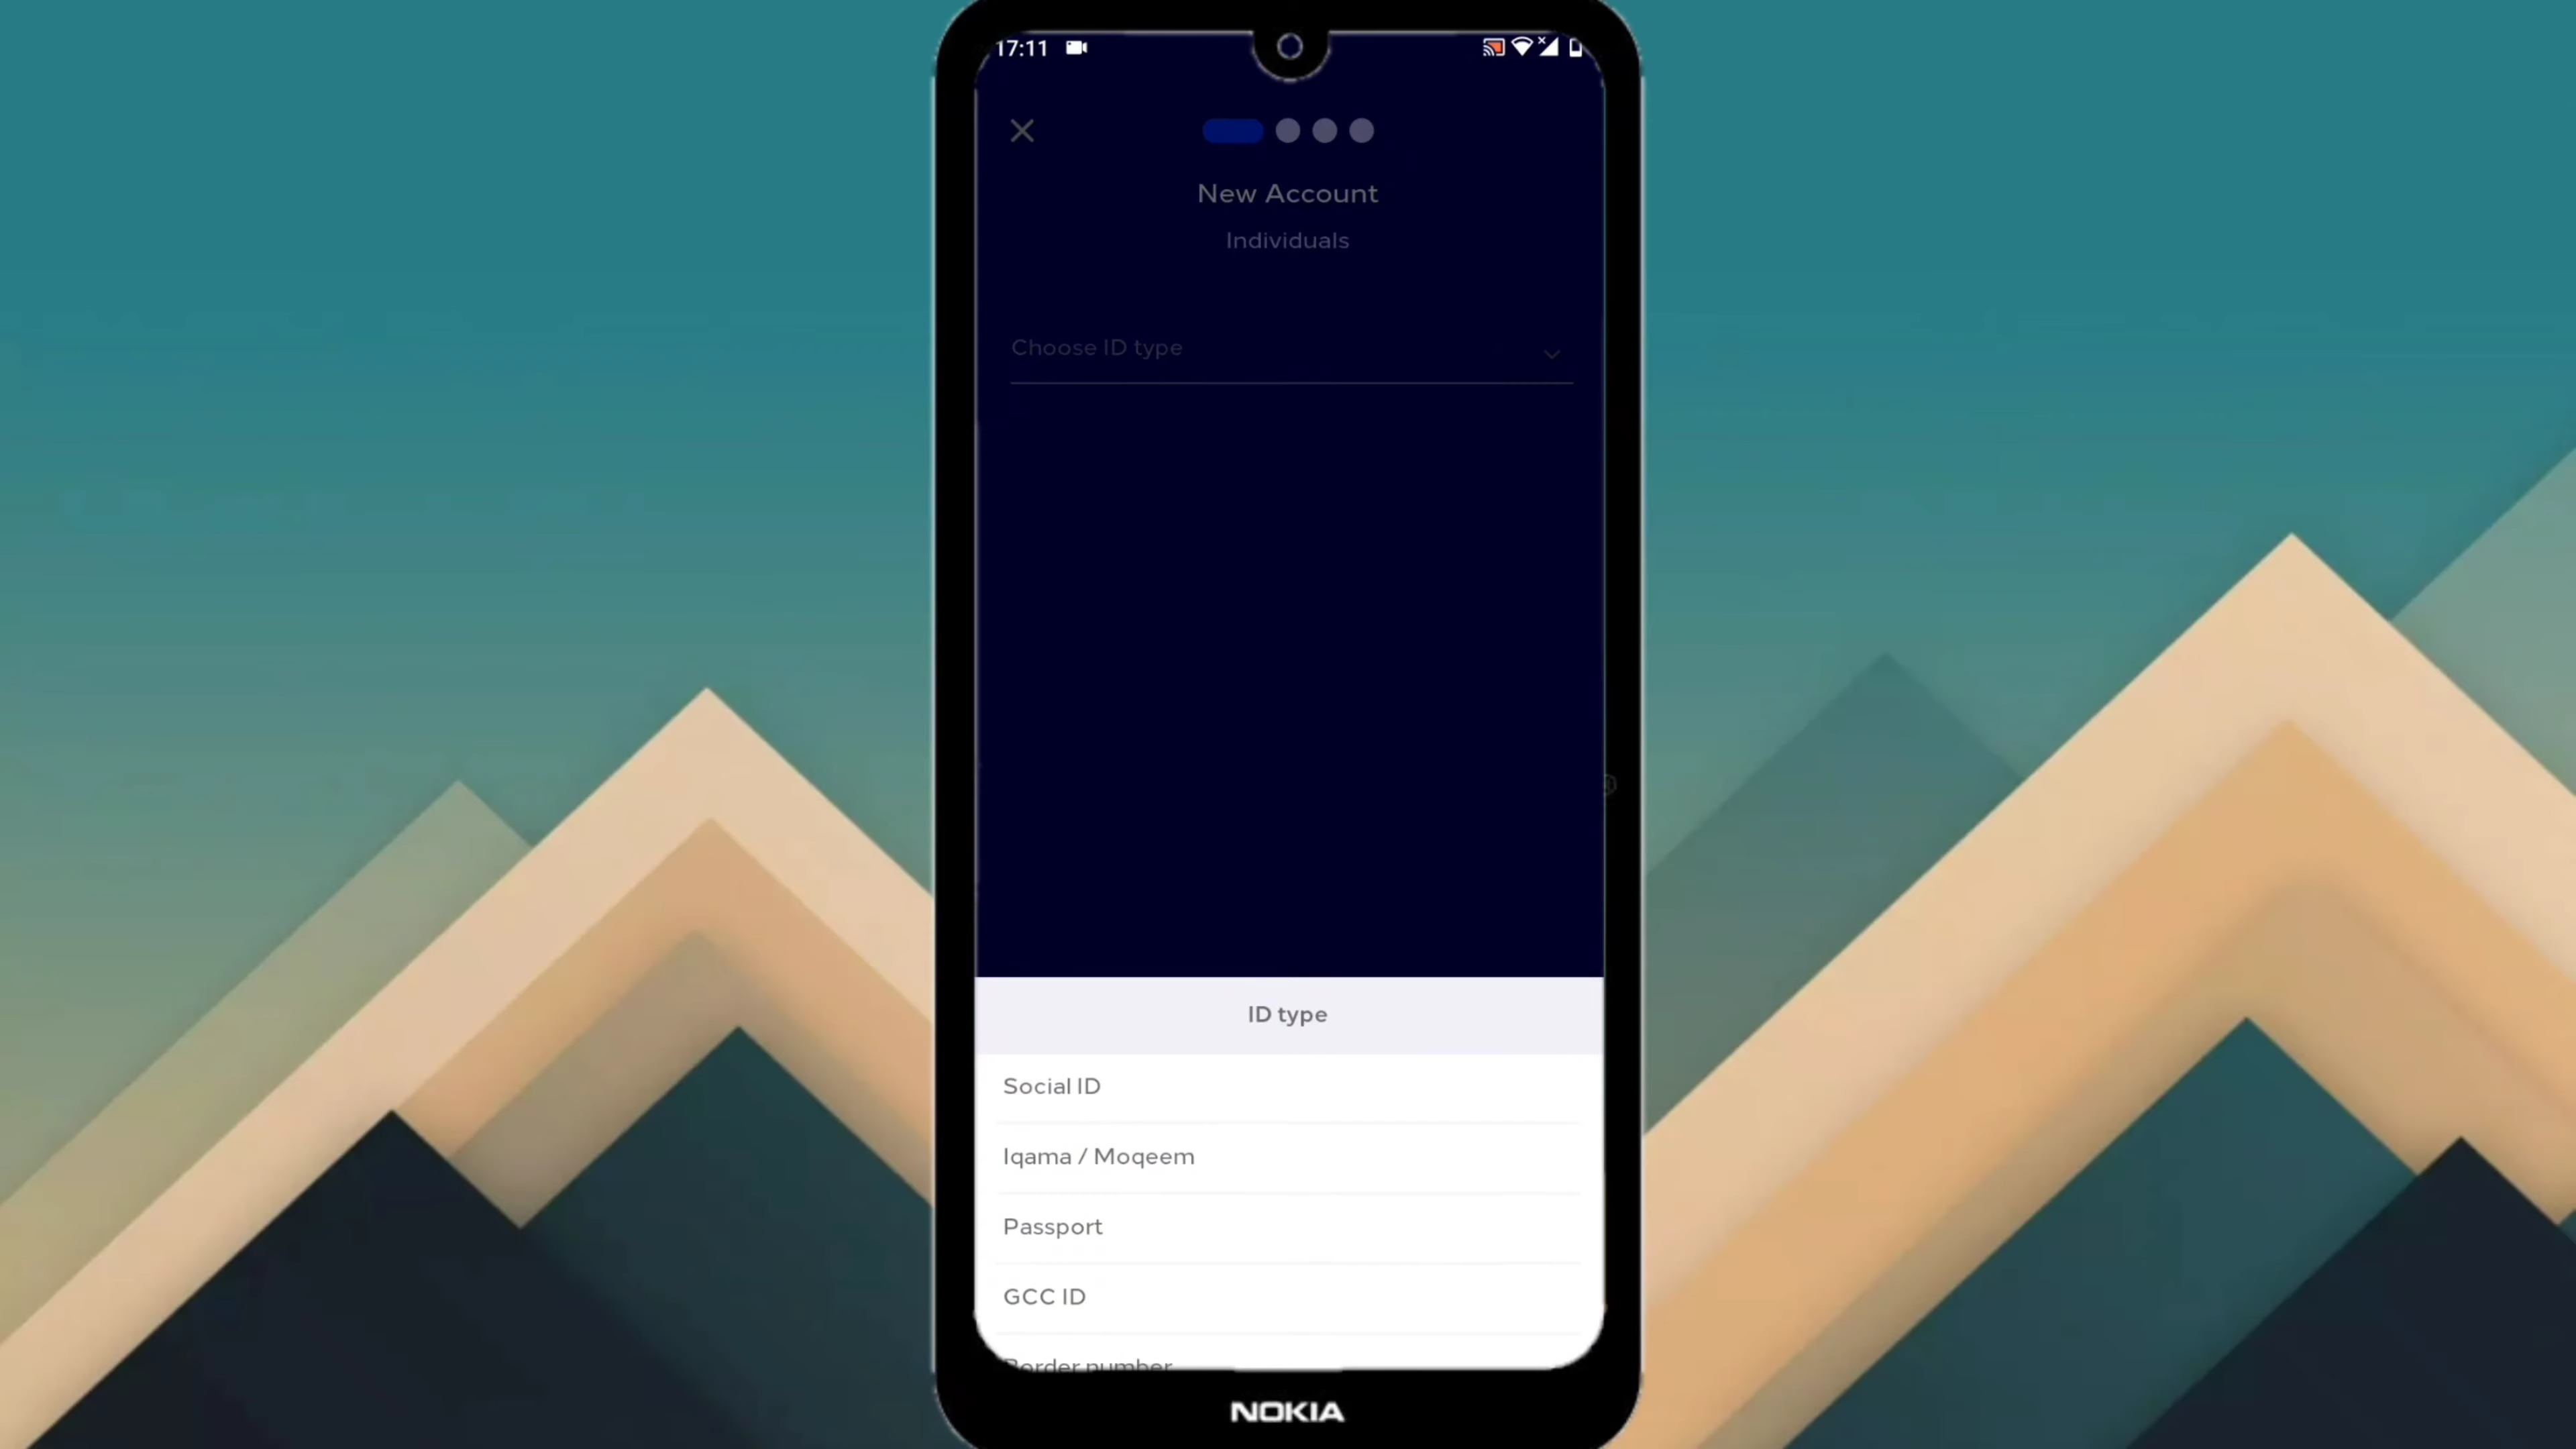 17:11
New Account
Individuals
Choose ID type
ID type
Social ID
Iqama / Moqeem
Passport
GCC ID
Border number
NOKIA